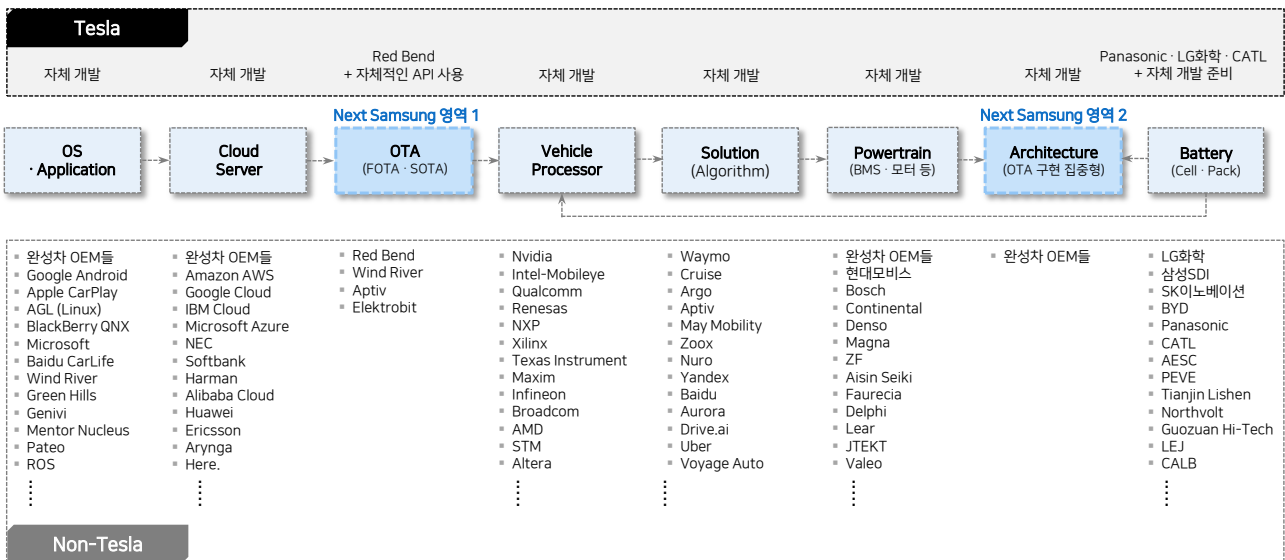 Tesla
자체 개발
자체 개발
Red Bend
+ 자체적인 API 사용
자체 개발
자체 개발
자체 개발
자체 개발
Panasonic · LG화학 · CATL
+ 자체 개발 준비
Next Samsung 영역 1
Next Samsung 영역 2
OS
· Application
Cloud
Server
OTA
(FOTA · SOTA)
Vehicle
Processor
Solution
(Algorithm)
Powertrain
(BMS · 모터 등)
Architecture
(OTA 구현 집중형)
Battery
(Cell · Pack)
▪ 완성차 OEM들
▪ Google Android
▪ Apple CarPlay
▪ AGL (Linux)
▪ BlackBerry QNX
▪ Microsoft
▪ Baidu CarLife
▪ Wind River
▪ Green Hills
▪ Genivi
▪ Mentor Nucleus
▪ Pateo
▪ ROS
▪ 완성차 OEM들
▪ Amazon AWS
▪ Google Cloud
▪ IBM Cloud
▪ Microsoft Azure
▪ NEC
▪ Softbank
▪ Harman
▪ Alibaba Cloud
▪ Huawei
▪ Ericsson
▪ Arynga
▪ Here.
▪ Red Bend
▪ Wind River
▪ Aptiv
▪ Elektrobit
▪ Nvidia
▪ Intel-Mobileye
▪ Qualcomm
▪ Renesas
▪ NXP
▪ Xilinx
▪ Texas Instrument
▪ Maxim
▪ Infineon
▪ Broadcom
▪ AMD
▪ STM
▪ Altera
▪ Waymo
▪ Cruise
▪ Argo
▪ Aptiv
▪ May Mobility
▪ Zoox
▪ Nuro
▪ Yandex
▪ Baidu
▪ Aurora
▪ Drive.ai
▪ Uber
▪ Voyage Auto
▪ 완성차 OEM들
▪ 현대모비스
▪ Bosch
▪ Continental
▪ Denso
▪ Magna
▪ ZF
▪ Aisin Seiki
▪ Faurecia
▪ Delphi
▪ Lear
▪ JTEKT
▪ Valeo
▪ 완성차 OEM들
▪ LG화학
▪ 삼성SDI
▪ SK이노베이션
▪ BYD
▪ Panasonic
▪ CATL
▪ AESC
▪ PEVE
▪ Tianjin Lishen
▪ Northvolt
▪ Guozuan Hi-Tech
▪ LEJ
▪ CALB
Non-Tesla